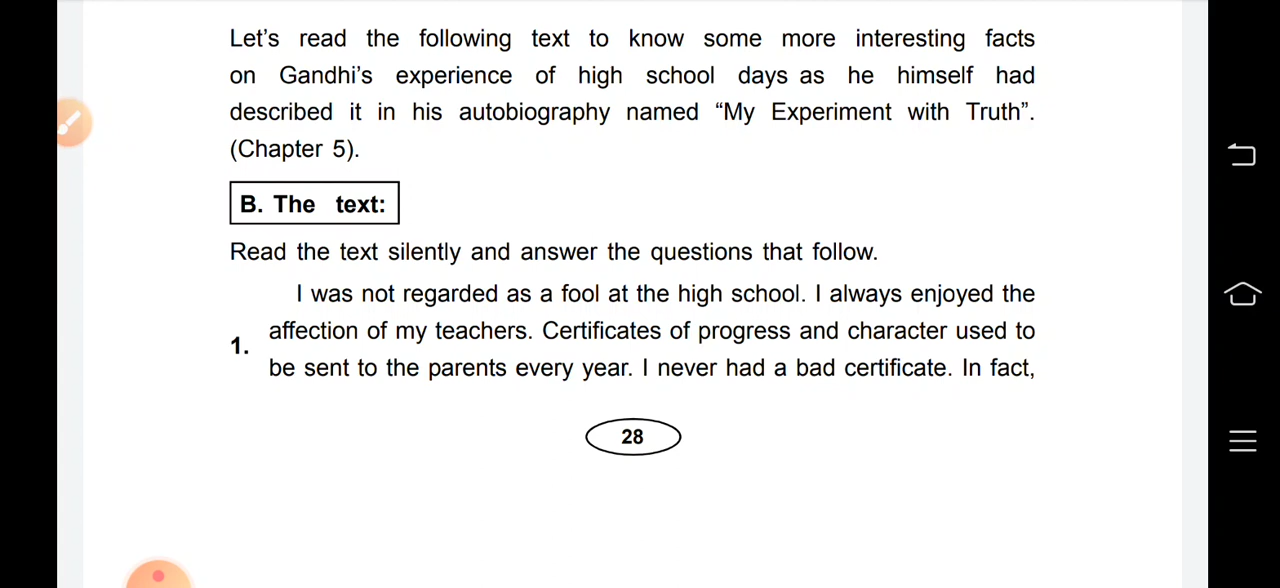 Let’s read the following text to know some more interesting facts
on Gandhi’s experience of high school days as he himself had
described it in his autobiography named “My Experiment with Truth”.
(Chapter 5).
B. The text:
Read the text silently and answer the questions that follow.
I was not regarded as a fool at the high school. I always enjoyed the
1. affection of my teachers. Certificates of progress and character used to
be sent to the parents every year. I never had a bad certificate. In fact,
28